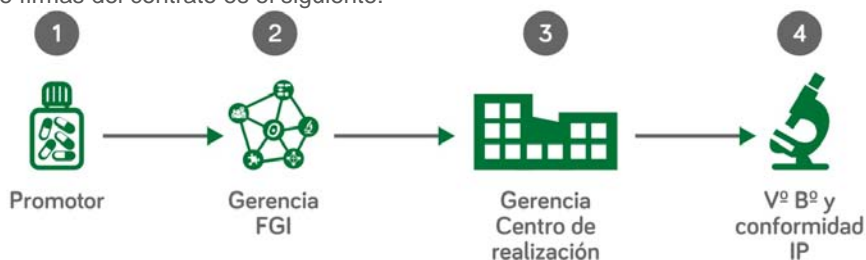 o firmas del contrato es el siguiente:
1 2 3 4
Promotor
Gerencia
FGI
Gerencia
Centro de
realización
Vº Bº y
conformidad
IP